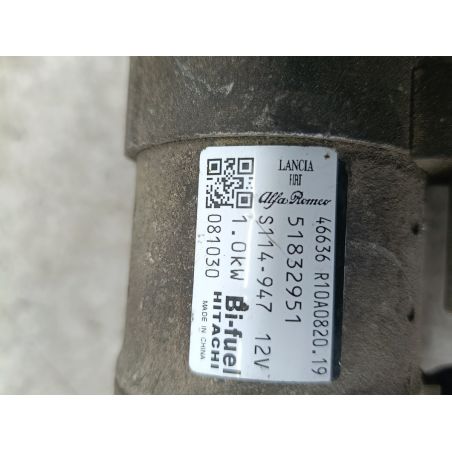 LANCIA
FIAT
Alfa Romeo
46636 R10A0820.19
51832951
S114-947 12V
1.0kW Bi-fuel
081030 HITACHI
MADE IN CHINA